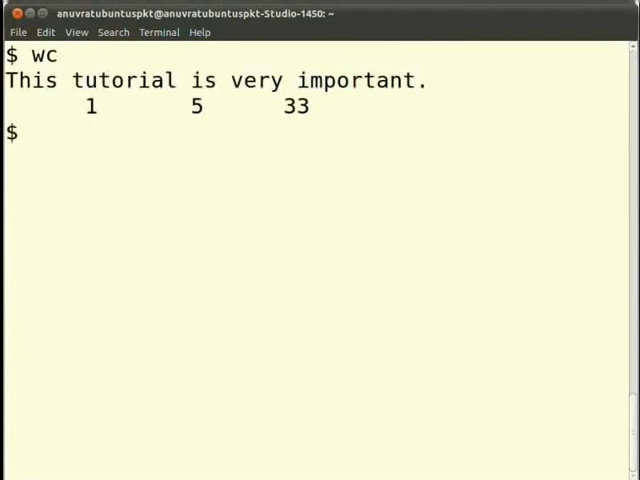 anuvratubuntuspkt@anuvratubuntuspkt-Studio-1450: ~
File Edit View Search Terminal Help
$ wc
This tutorial is very important.
1 5 33
$